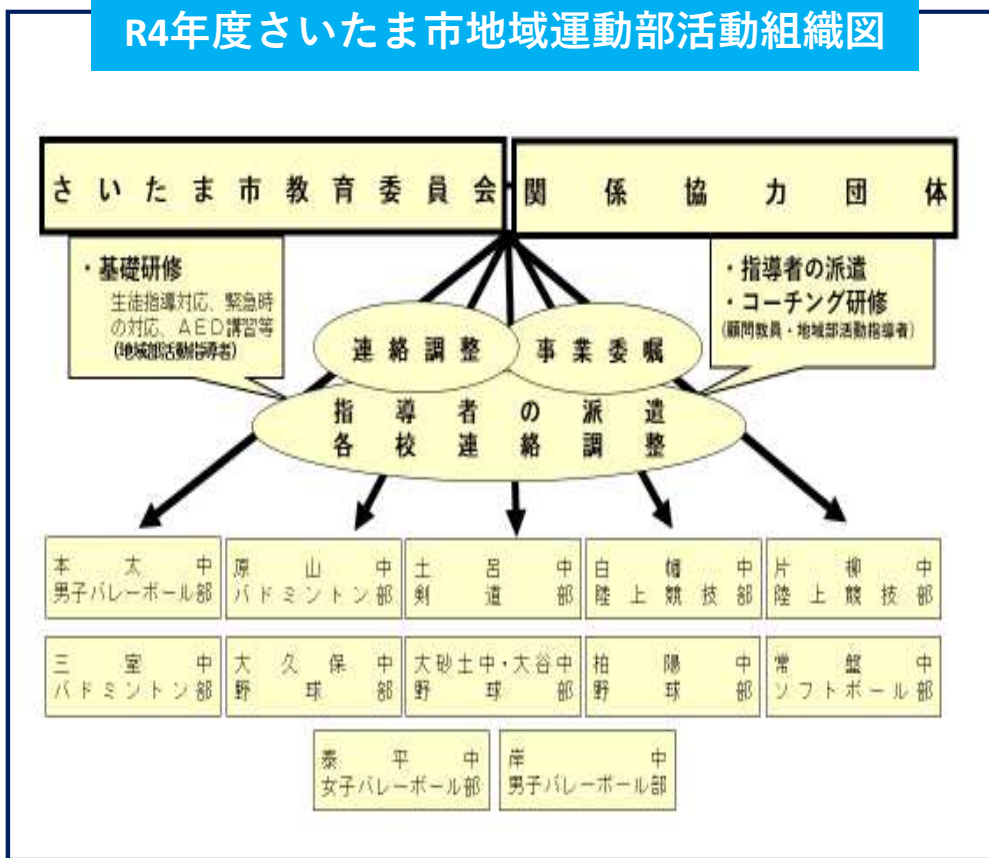 R4年度さいたま市地域運動部活動組織図
さいたま市教育委員会
関係協力団体
・基礎研修
生徒指導対応、緊急時
の対応、AED講習等
(地域部活動指導者)
・指導者の派遣
・コーチング研修
(顧問教員・地域部活動指導者)
連絡調整
事業委嘱
指導者の派遣
各校連絡調整
本太中
男子バレーボール部
原山中
バドミントン部
土呂中
剣道部
白幡中
陸上競技部
片柳中
陸上競技部
三室中
バドミントン部
大久保中
野球部
大砂土中・大谷中
野球部
柏陽中
野球部
常盤中
ソフトボール部
泰平中
女子バレーボール部
岸中
男子バレーボール部